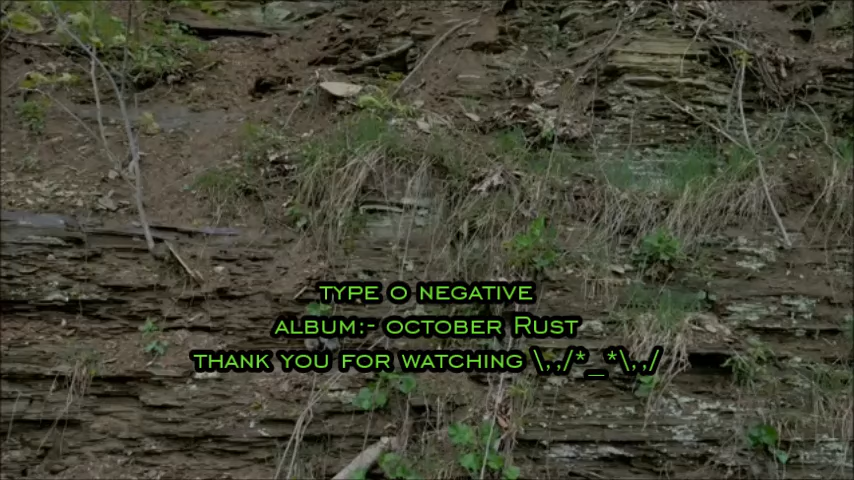 TYPE O NEGATIVE
ALBUM:- OCTOBER RUST
THANK YOU FOR WATCHING \,,/*_*\,,/